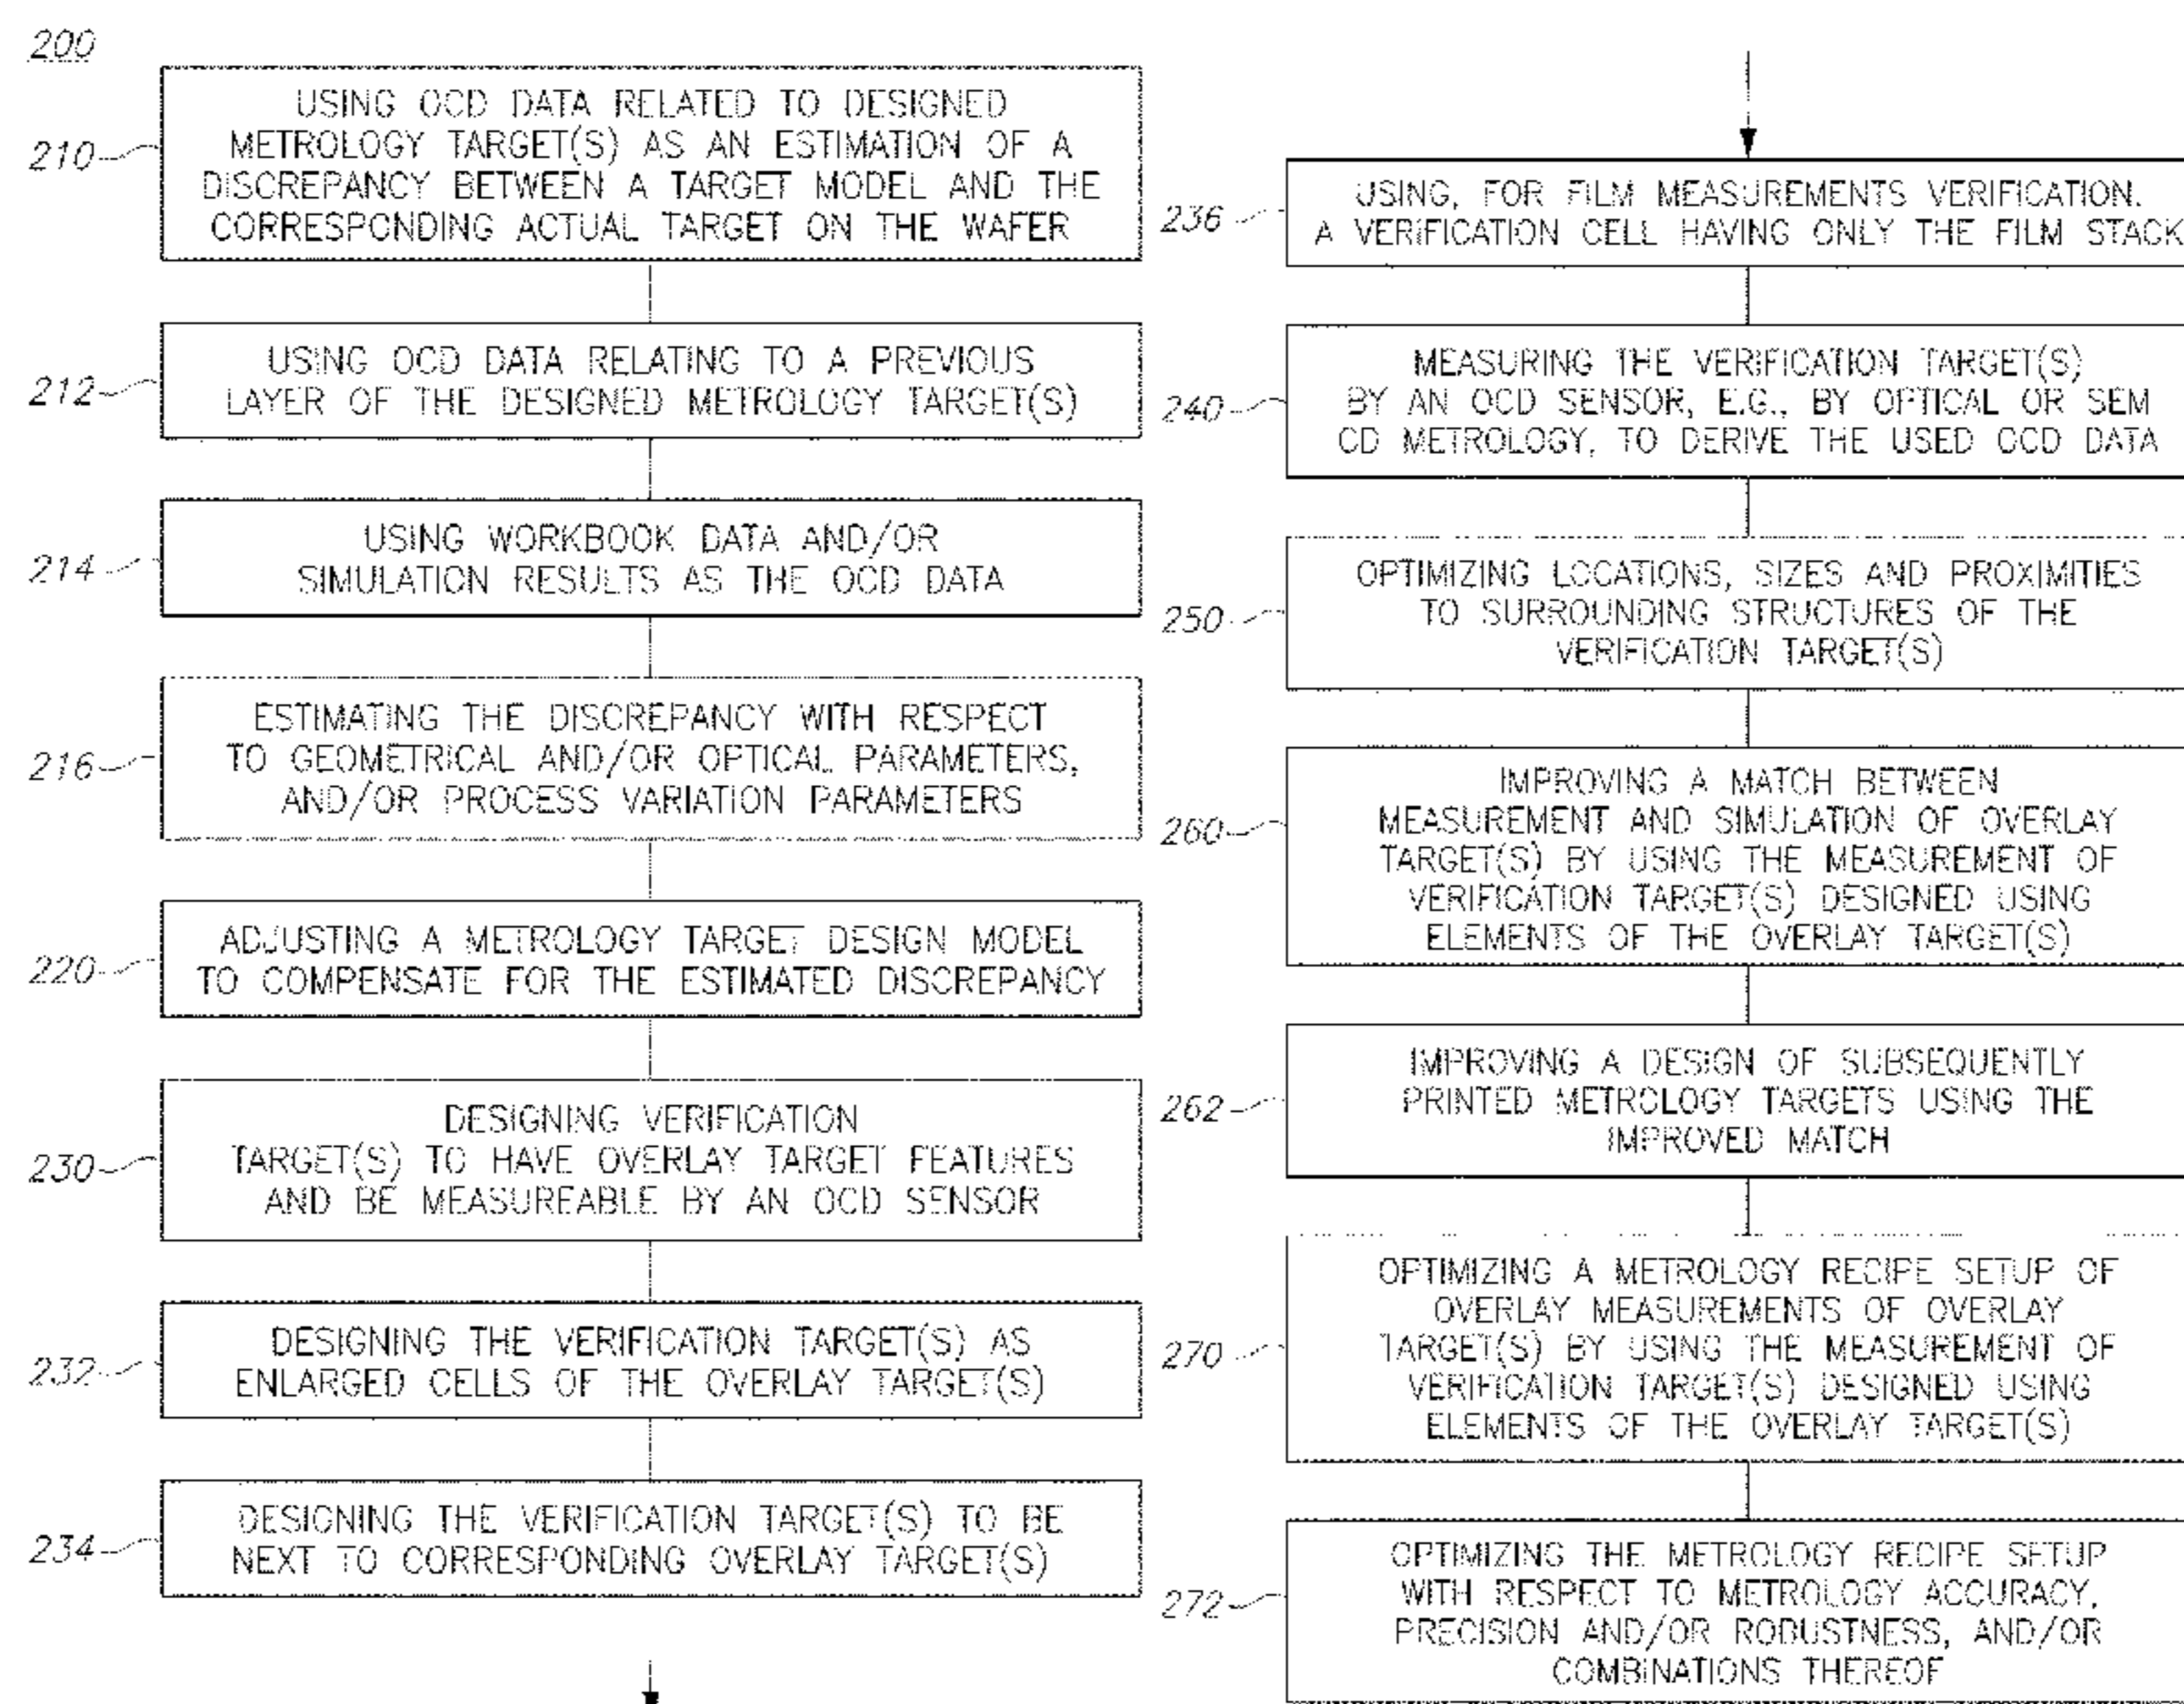 200
210
USING OCD DATA RELATED TO DESIGNED
METROLOGY TARGET(S) AS AN ESTIMATION OF A
DISCREPANCY BETWEEN A TARGET MODEL AND THE
CORRESPONDING ACTUAL TARGET ON THE WAFER
212
USING OCD DATA RELATING TO A PREVIOUS
LAYER OF THE DESIGNED METROLOGY TARGET(S)
214
USING WORKBOOK DATA AND/OR
SIMULATION RESULTS AS THE OCD DATA
216
ESTIMATING THE DISCREPANCY WITH RESPECT
TO GEOMETRICAL AND/OR OPTICAL PARAMETERS,
AND/OR PROCESS VARIATION PARAMETERS
220
ADJUSTING A METROLOGY TARGET DESIGN MODEL
TO COMPENSATE FOR THE ESTIMATED DISCREPANCY
230
DESIGNING VERIFICATION
TARGET(S) TO HAVE OVERLAY TARGET FEATURES
AND BE MEASUREABLE BY AN OCD SENSOR
232
DESIGNING THE VERIFICATION TARGET(S) AS
ENLARGED CELLS OF THE OVERLAY TARGET(S)
234
DESIGNING THE VERIFICATION TARGET(S) TO BE
NEXT TO CORRESPONDING OVERLAY TARGET(S)
236
USING, FOR FILM MEASUREMENTS VERIFICATION,
A VERIFICATION CELL HAVING ONLY THE FILM STACK
240
MEASURING THE VERIFICATION TARGET(S)
BY AN OCD SENSOR, E.G., BY OPTICAL OR SEM
CD METROLOGY, TO DERIVE THE USED OCD DATA
250
OPTIMIZING LOCATIONS, SIZES AND PROXIMITIES
TO SURROUNDING STRUCTURES OF THE
VERIFICATION TARGET(S)
260
IMPROVING A MATCH BETWEEN
MEASUREMENT AND SIMULATION OF OVERLAY
TARGET(S) BY USING THE MEASUREMENT OF
VERIFICATION TARGET(S) DESIGNED USING
ELEMENTS OF THE OVERLAY TARGET(S)
262
IMPROVING A DESIGN OF SUBSEQUENTLY
PRINTED METROLOGY TARGETS USING THE
IMPROVED MATCH
270
OPTIMIZING A METROLOGY RECIPE SETUP OF
OVERLAY MEASUREMENTS OF OVERLAY
TARGET(S) BY USING THE MEASUREMENT OF
VERIFICATION TARGET(S) DESIGNED USING
ELEMENTS OF THE OVERLAY TARGET(S)
272
OPTIMIZING THE METROLOGY RECIPE SETUP
WITH RESPECT TO METROLOGY ACCURACY,
PRECISION AND/OR ROBUSTNESS, AND/OR
COMBINATIONS THEREOF